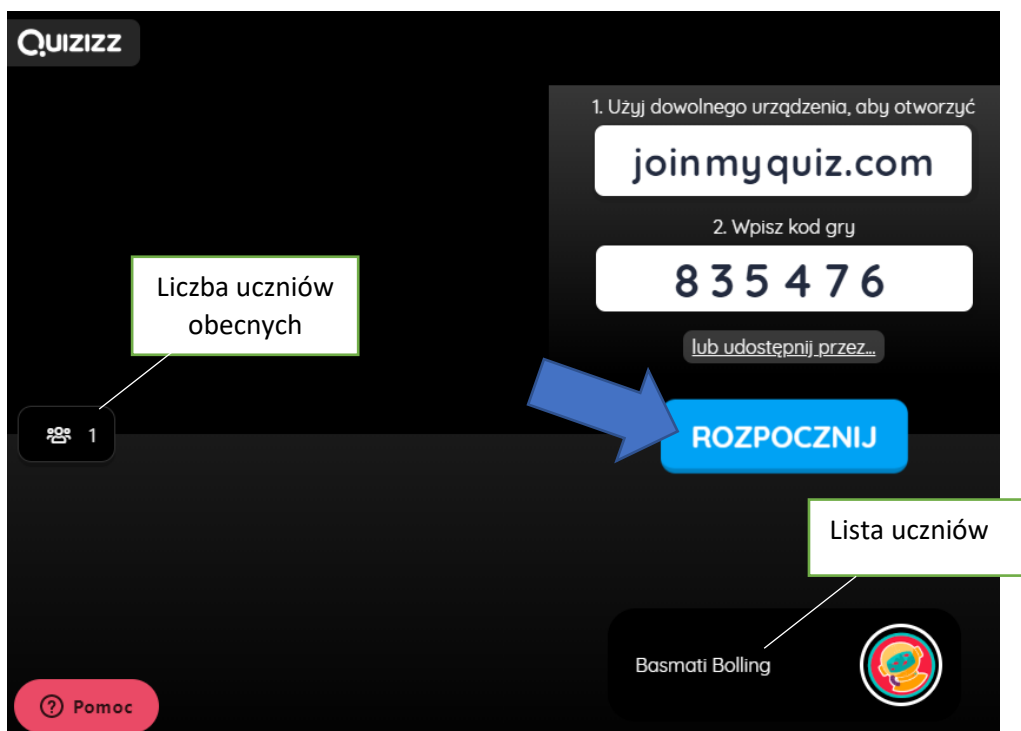 QUIZIZZ
1. Użyj dowolnego urządzenia, aby otworzyć
joinmyquiz.com
2. Wpisz kod gry
835476
lub udostępnij przez...
ROZPOCZNIJ
Liczba uczniów
obecnych
1
Lista uczniów
Basmati Bolling
Pomoc